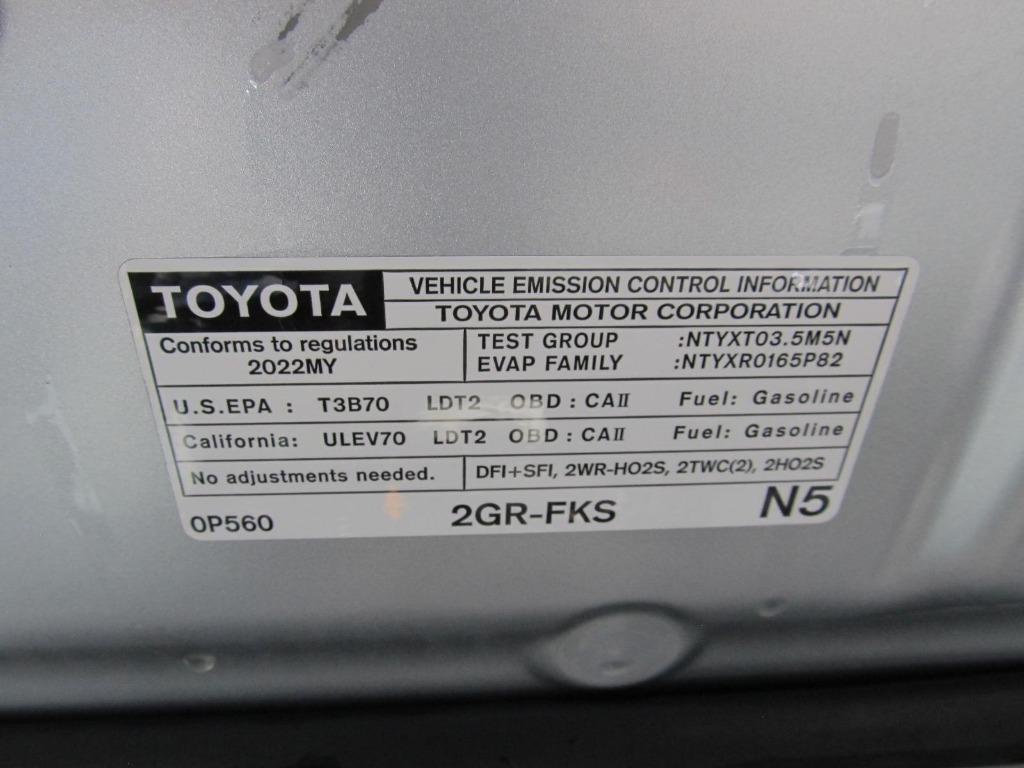 TOYOTA
VEHICLE EMISSION CONTROL INFORMATION
TOYOTA MOTOR CORPORATION
Conforms to regulations
2022MY
TEST GROUP :NTYXT03.5M5N
EVAP FAMILY :NTYXR0165P82
U.S.EPA : T3B70 LDT2 OBD : CAII Fuel: Gasoline
California: ULEV70 LDT2 OBD : CAII Fuel: Gasoline
No adjustments needed.
DFI+SFI, 2WR-HO2S, 2TWC(2), 2HO2S
0P560 2GR-FKS N5